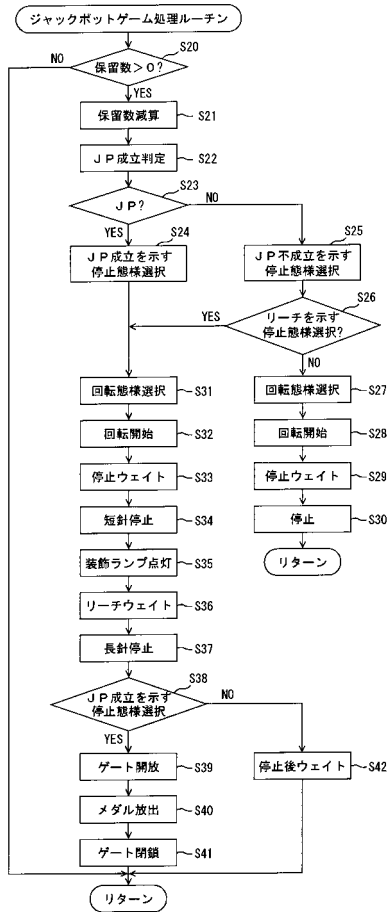 ジャックポットゲーム処理ルーチン
S20
NO
保留数＞０？
YES
保留数減算
S21
ＪＰ成立判定
S22
S23
ＪＰ？
NO
YES
S24
ＪＰ成立を示す
停止態様選択
S25
ＪＰ不成立を示す
停止態様選択
S26
YES
リーチを示す
停止態様選択？
NO
回転態様選択
S31
回転態様選択
S27
回転開始
S32
回転開始
S28
停止ウェイト
S33
停止ウェイト
S29
短針停止
S34
停止
S30
装飾ランプ点灯
S35
リターン
リーチウェイト
S36
長針停止
S37
S38
ＪＰ成立を示す
停止態様選択
NO
YES
ゲート開放
S39
停止後ウェイト
S42
メダル放出
S40
ゲート閉鎖
S41
リターン